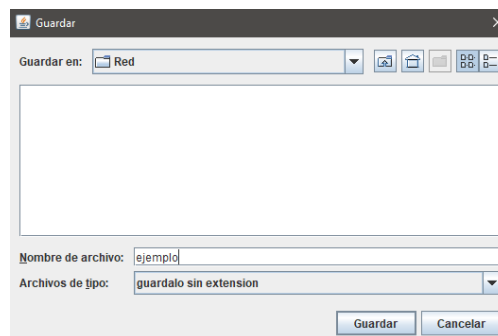 Guardar
Guardar en: Red
Nombre de archivo: ejemplo
Archivos de tipo: guardalo sin extension
Guardar Cancelar